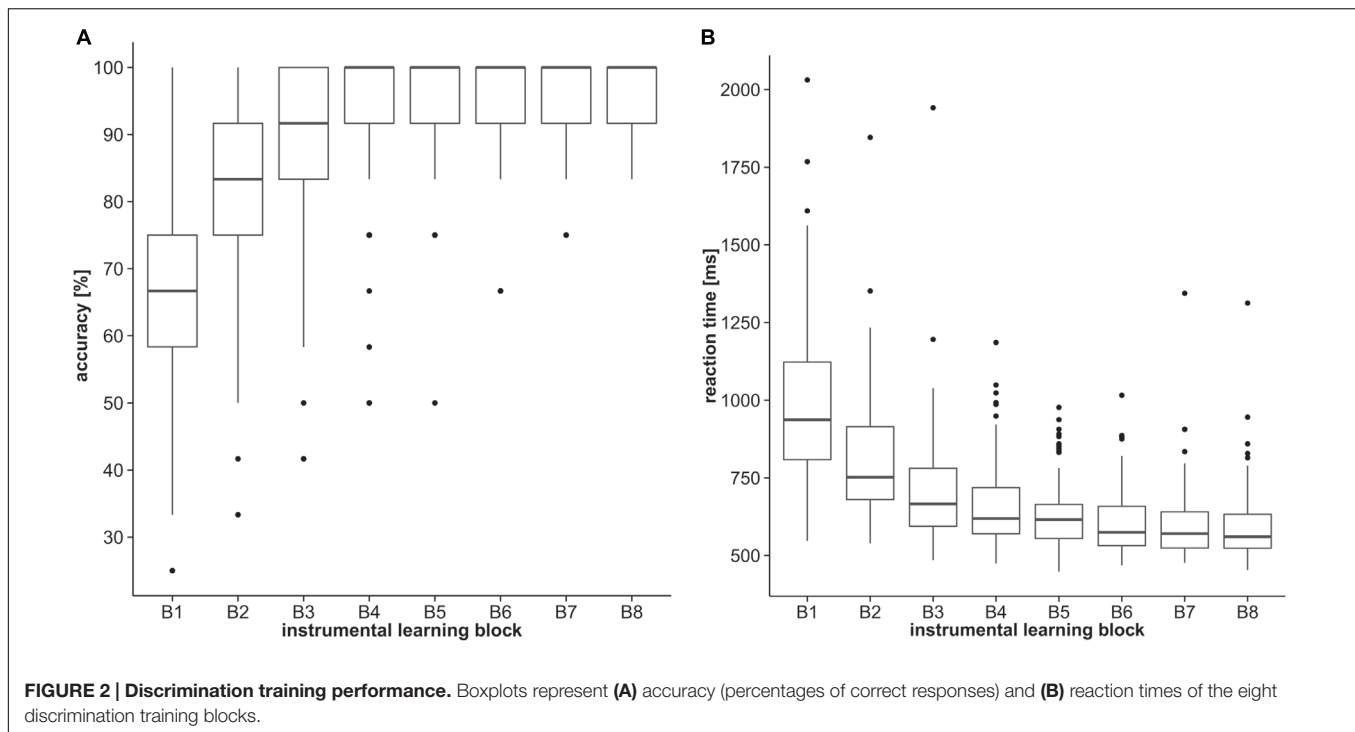 A
accuracy [%]
100
90
80
70
60
50
40
30
B1 B2 B3 B4 B5 B6 B7 B8
instrumental learning block
B
reaction time [ms]
2000
1750
1500
1250
1000
750
500
B1 B2 B3 B4 B5 B6 B7 B8
instrumental learning block
FIGURE 2 | Discrimination training performance. Boxplots represent (A) accuracy (percentages of correct responses) and (B) reaction times of the eight
discrimination training blocks.